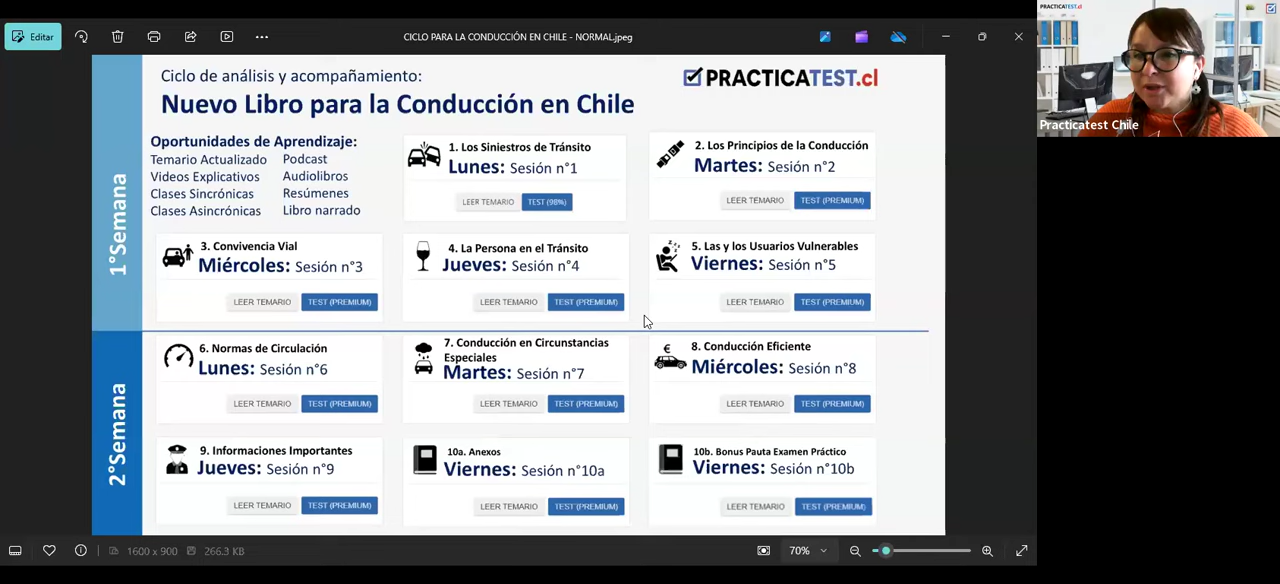 Editar
CICLO PARA LA CONDUCCIÓN EN CHILE - NORMAL.jpeg
PRACTICATEST.cl
Practicatest Chile
Ciclo de análisis y acompañamiento:
PRACTICATEST.cl
Nuevo Libro para la Conducción en Chile
1°Semana
Oportunidades de Aprendizaje:
Temario Actualizado
Videos Explicativos
Clases Sincrónicas
Clases Asincrónicas
Podcast
Audiolibros
Resúmenes
Libro narrado
1. Los Siniestros de Tránsito
Lunes: Sesión n°1
LEER TEMARIO
TEST (98%)
2. Los Principios de la Conducción
Martes: Sesión n°2
LEER TEMARIO
TEST (PREMIUM)
3. Convivencia Vial
Miércoles: Sesión n°3
LEER TEMARIO
TEST (PREMIUM)
4. La Persona en el Tránsito
Jueves: Sesión n°4
LEER TEMARIO
TEST (PREMIUM)
5. Las y los Usuarios Vulnerables
Viernes: Sesión n°5
LEER TEMARIO
TEST (PREMIUM)
2°Semana
6. Normas de Circulación
Lunes: Sesión n°6
LEER TEMARIO
TEST (PREMIUM)
7. Conducción en Circunstancias
Especiales
Martes: Sesión n°7
LEER TEMARIO
TEST (PREMIUM)
8. Conducción Eficiente
€
Miércoles: Sesión n°8
LEER TEMARIO
TEST (PREMIUM)
9. Informaciones Importantes
Jueves: Sesión n°9
LEER TEMARIO
TEST (PREMIUM)
10a. Anexos
Viernes: Sesión n°10a
LEER TEMARIO
TEST (PREMIUM)
10b. Bonus Pauta Examen Práctico
Viernes: Sesión n°10b
LEER TEMARIO
TEST (PREMIUM)
1600 x 900
266.3 KB
70%